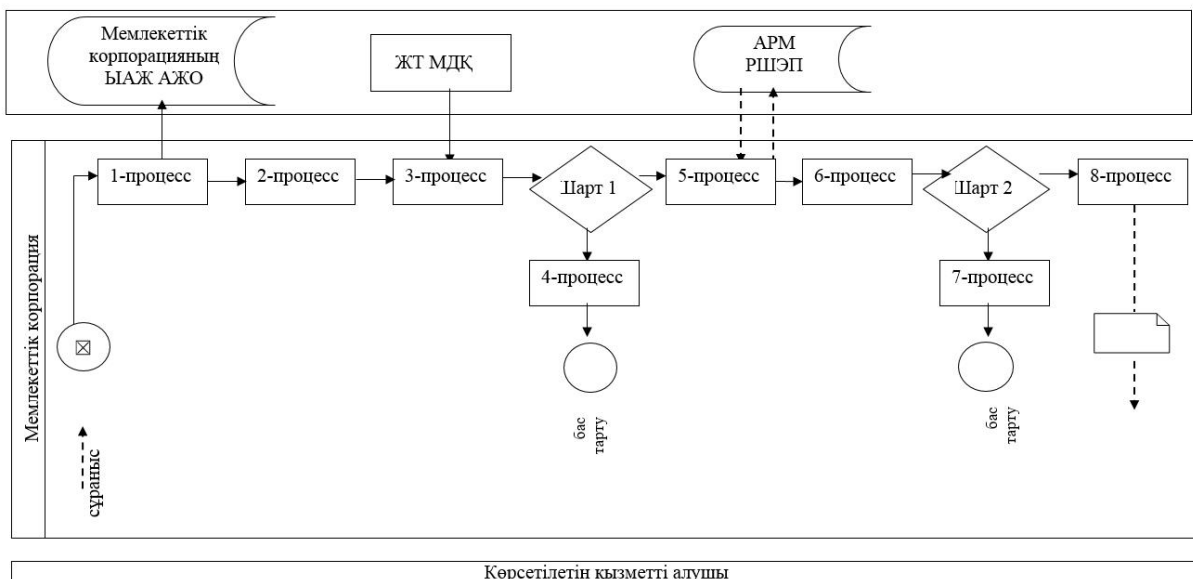 Мемлекеттік
корпорацияның
ЫАЖ АЖО
ЖТ МДҚ
АРМ
РШЭП
Мемлекеттік корпорация
1-процесс
2-процесс
3-процесс
Шарт 1
5-процесс
6-процесс
Шарт 2
8-процесс
4-процесс
7-процесс
бас
тарту
бас
тарту
сұраныс
Көрсетілетін қызметті алушы